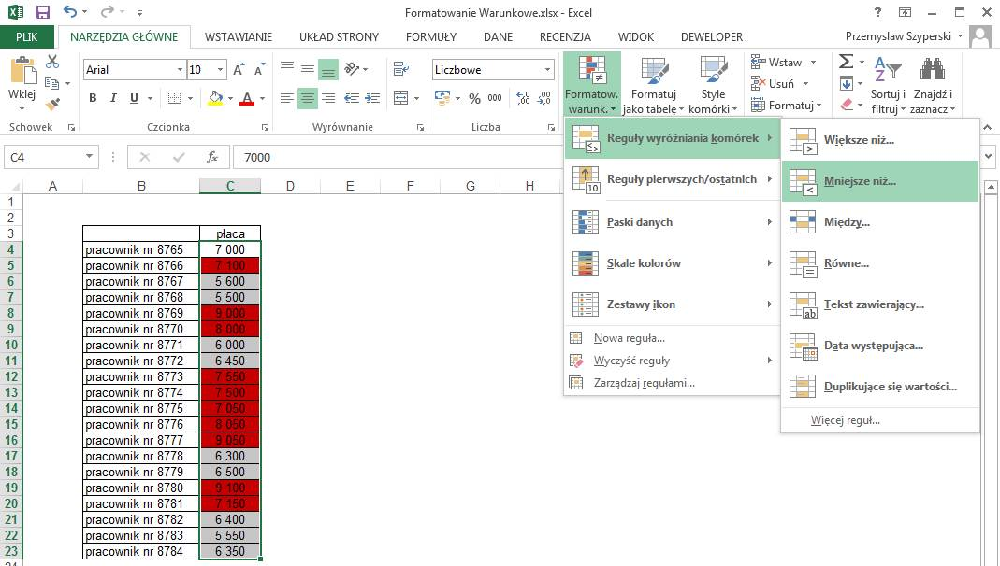 Formatowanie Warunkowe.xlsx - Excel
?
PLIK NARZĘDZIA GŁÓWNE WSTAWIANIE UKŁAD STRONY FORMUŁY DANE RECENZJA WIDOK DEWELOPER Przemyslaw Szyperski
Wklej
Arial 10 A A
B I U A
Liczbowe
% 000
Formatow. warunk.
Formatuj jako tabelę
Style komórki
Wstaw
Usuń
Formatuj
Sortuj i filtruj
Znajdź i zaznacz
Schowek Czcionka Wyrównanie Liczba
C4 fx 7000
A B C D E F G H
1
2
3 płaca
4 pracownik nr 8765 7 000
5 pracownik nr 8766 7 100
6 pracownik nr 8767 5 600
7 pracownik nr 8768 5 500
8 pracownik nr 8769 9 000
9 pracownik nr 8770 8 000
10 pracownik nr 8771 6 000
11 pracownik nr 8772 6 450
12 pracownik nr 8773 7 550
13 pracownik nr 8774 7 500
14 pracownik nr 8775 7 050
15 pracownik nr 8776 8 050
16 pracownik nr 8777 9 050
17 pracownik nr 8778 6 300
18 pracownik nr 8779 6 500
19 pracownik nr 8780 9 100
20 pracownik nr 8781 7 150
21 pracownik nr 8782 6 400
22 pracownik nr 8783 5 550
23 pracownik nr 8784 6 350
Reguły wyróżniania komórek
Reguły pierwszych/ostatnich
Paski danych
Skale kolorów
Zestawy ikon
Nowa reguła...
Wyczyść reguły
Zarządzaj regułami...
Większe niż...
Mniejsze niż...
Między...
Równe...
Tekst zawierający...
Data występująca...
Duplikujące się wartości...
Więcej reguł...